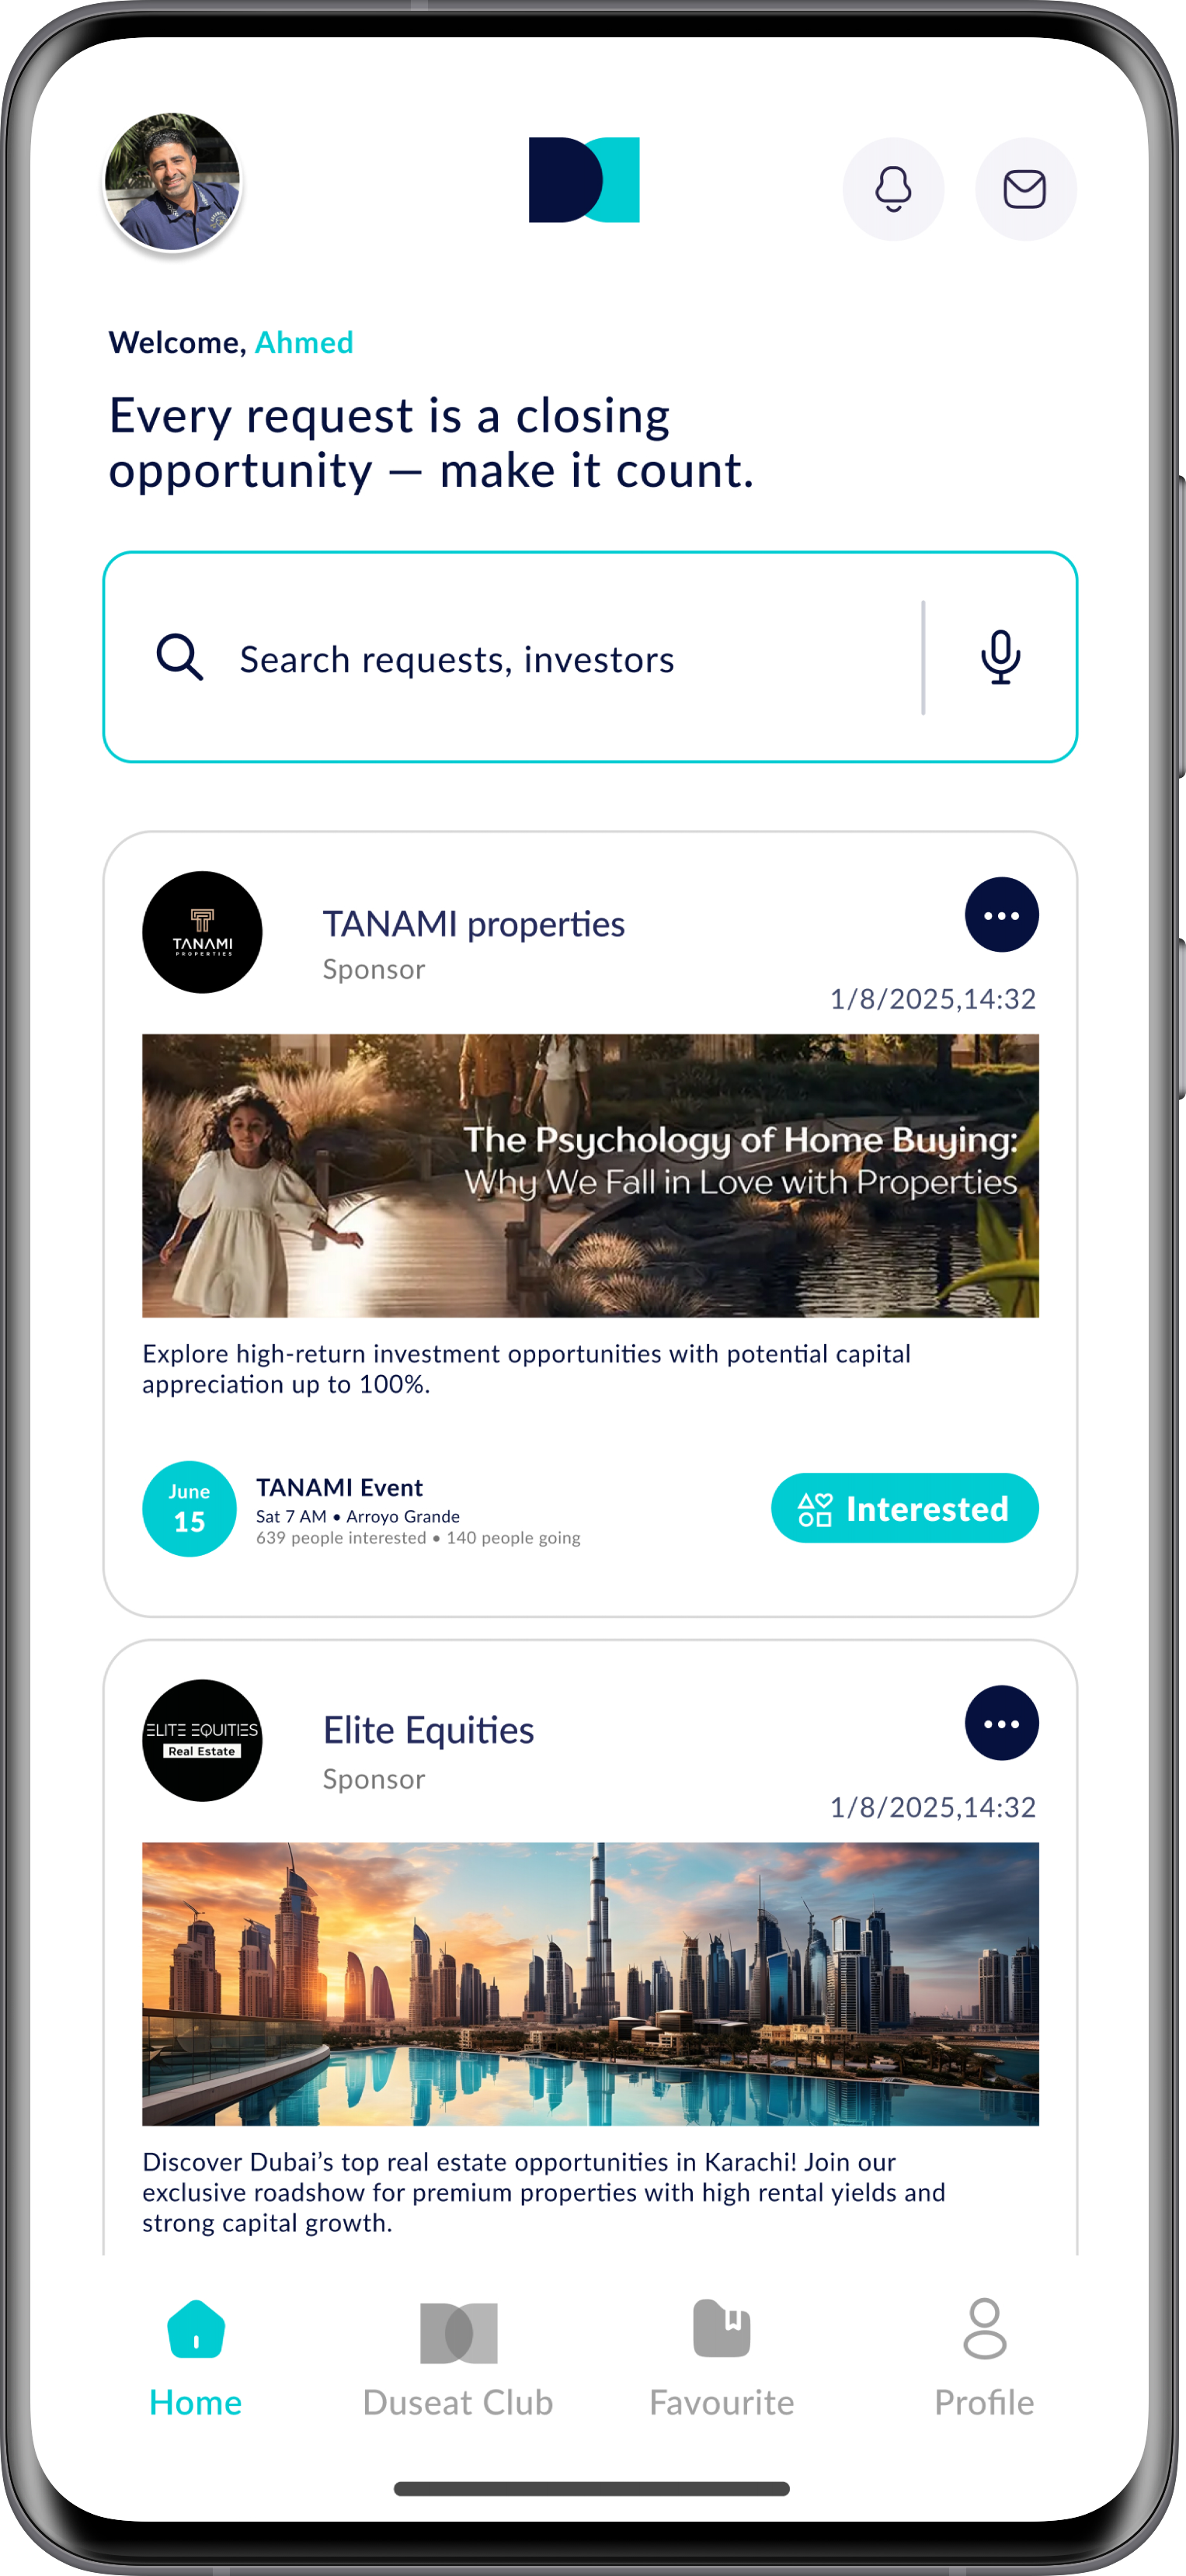 Welcome, Ahmed
Every request is a closing
opportunity — make it count.
Search requests, investors
TANAMI
PROPERTIES
TANAMI properties
Sponsor
1/8/2025,14:32
The Psychology of Home Buying:
Why We Fall in Love with Properties
Explore high-return investment opportunities with potential capital
appreciation up to 100%.
June
15
TANAMI Event
Sat 7 AM • Arroyo Grande
639 people interested • 140 people going
Interested
ELITE EQUITIES
Real Estate
Elite Equities
Sponsor
1/8/2025,14:32
Discover Dubai’s top real estate opportunities in Karachi! Join our
exclusive roadshow for premium properties with high rental yields and
strong capital growth.
Home
Duseat Club
Favourite
Profile